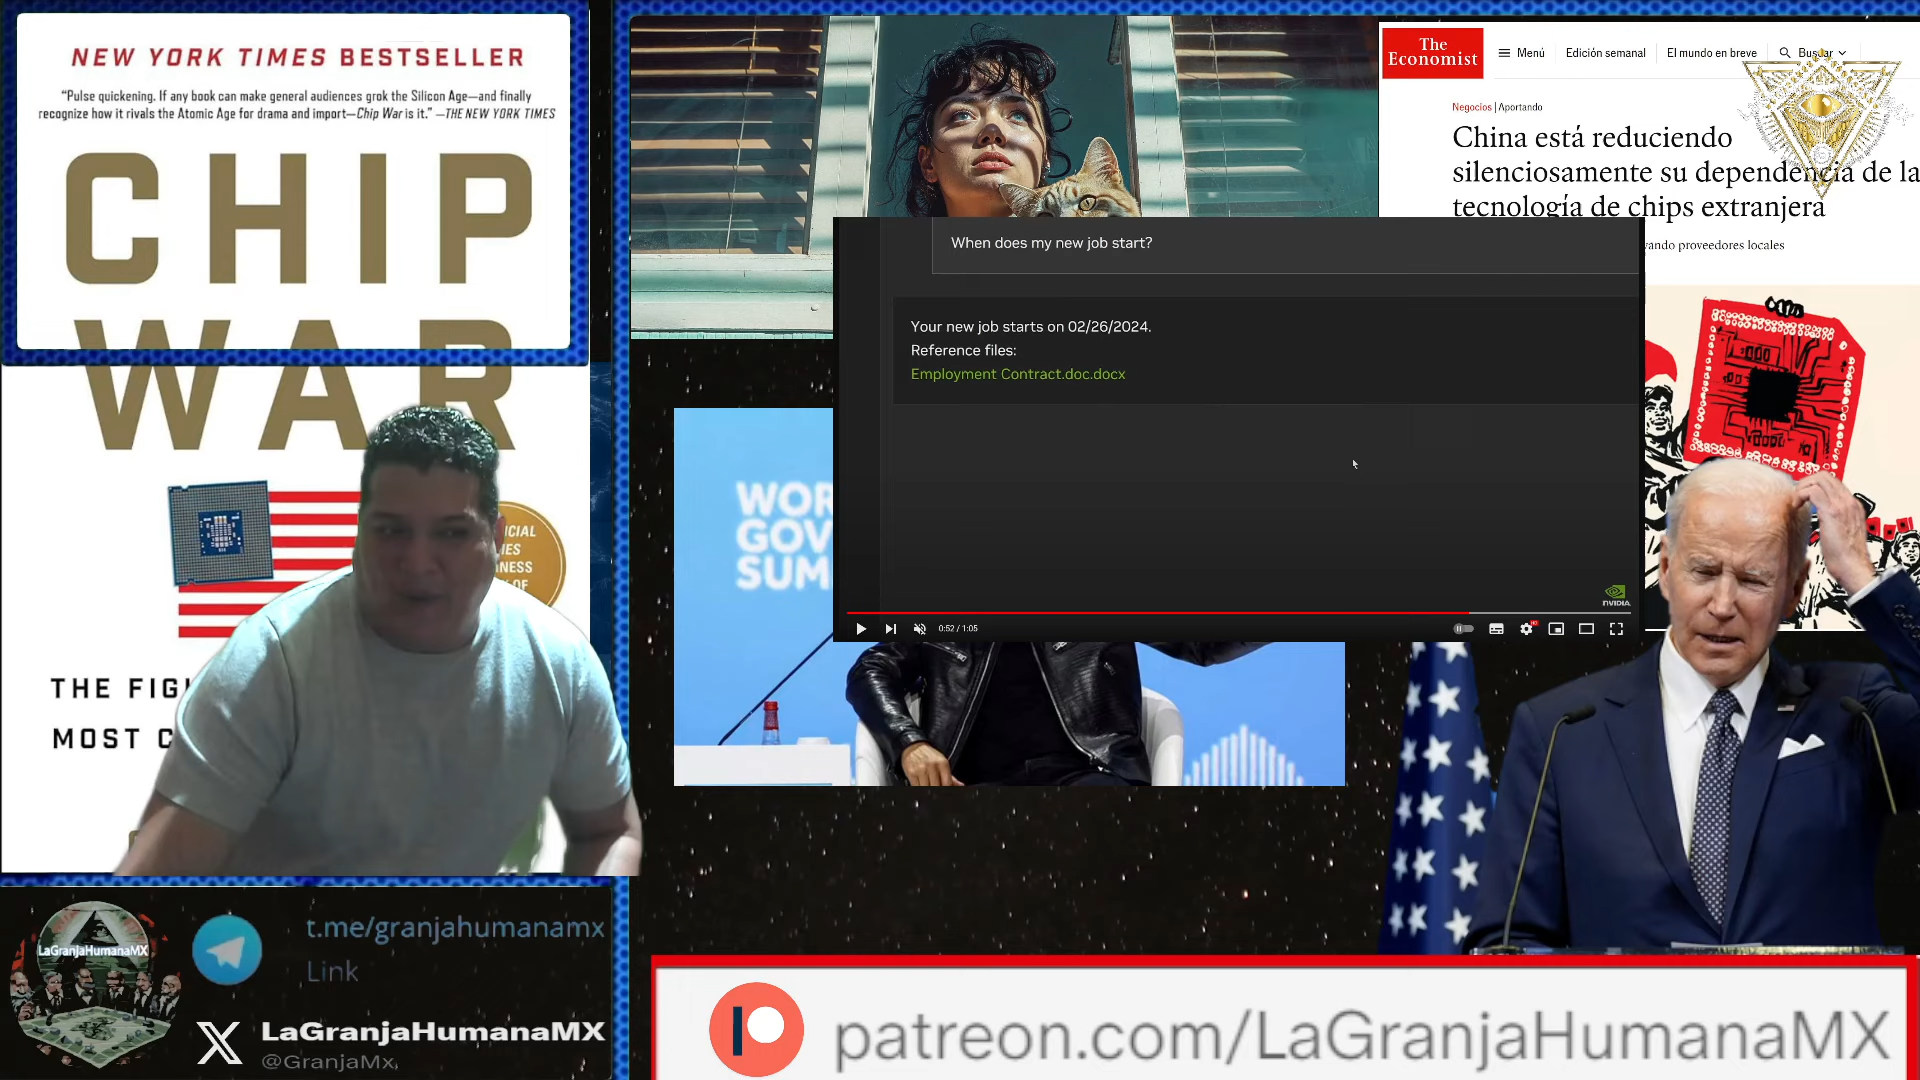 NEW YORK TIMES BESTSELLER
“Pulse quickening. If any book can make general audiences grok the Silicon Age—and finally
recognize how it rivals the Atomic Age for drama and import—Chip War is it.” —THE NEW YORK TIMES
CHIP
WAR
THE FIG
MOST C
LaGranjaHumanaMX
t.me/granjahumanamx
Link
LaGranjaHumanaMX
@GranjaMx
The
Economist
Menú
Edición semanal
El mundo en breve
Buscar
Negocios | Aportando
China está reduciendo
silenciosamente su dependencia de la
tecnología de chips extranjera
proveedores locales
When does my new job start?
Your new job starts on 02/26/2024.
Reference files:
Employment Contract.doc.docx
NVIDIA
0:52 / 1:05
WOR
GOV
SUM
patreon.com/LaGranjaHumanaMX